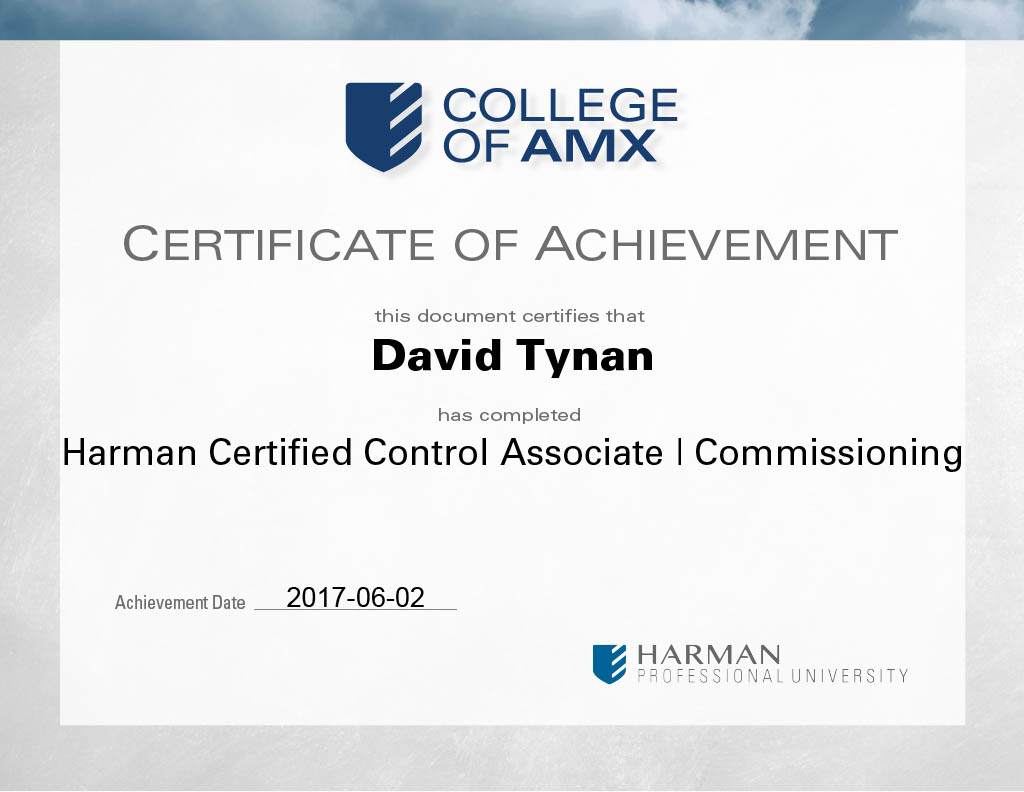 COLLEGE
OF AMX
CERTIFICATE OF ACHIEVEMENT
this document certifies that
David Tynan
has completed
Harman Certified Control Associate | Commissioning
Achievement Date 2017-06-02
HARMAN
PROFESSIONAL UNIVERSITY